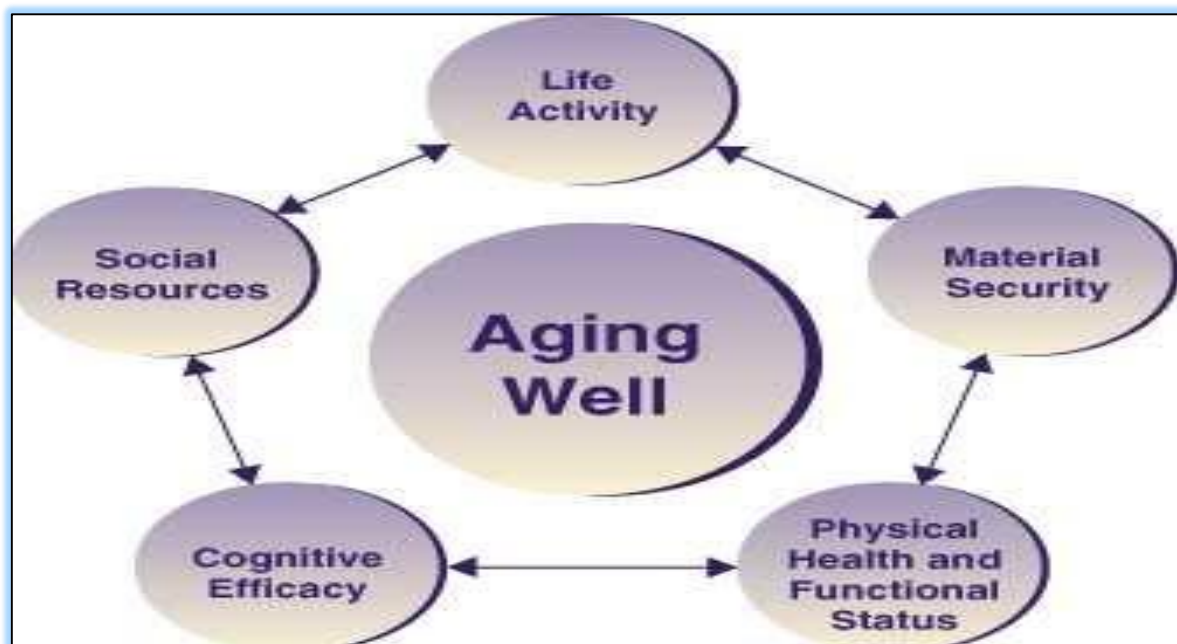 Life
Activity
Social
Resources
Material
Security
Aging
Well
Cognitive
Efficacy
Physical
Health and
Functional
Status